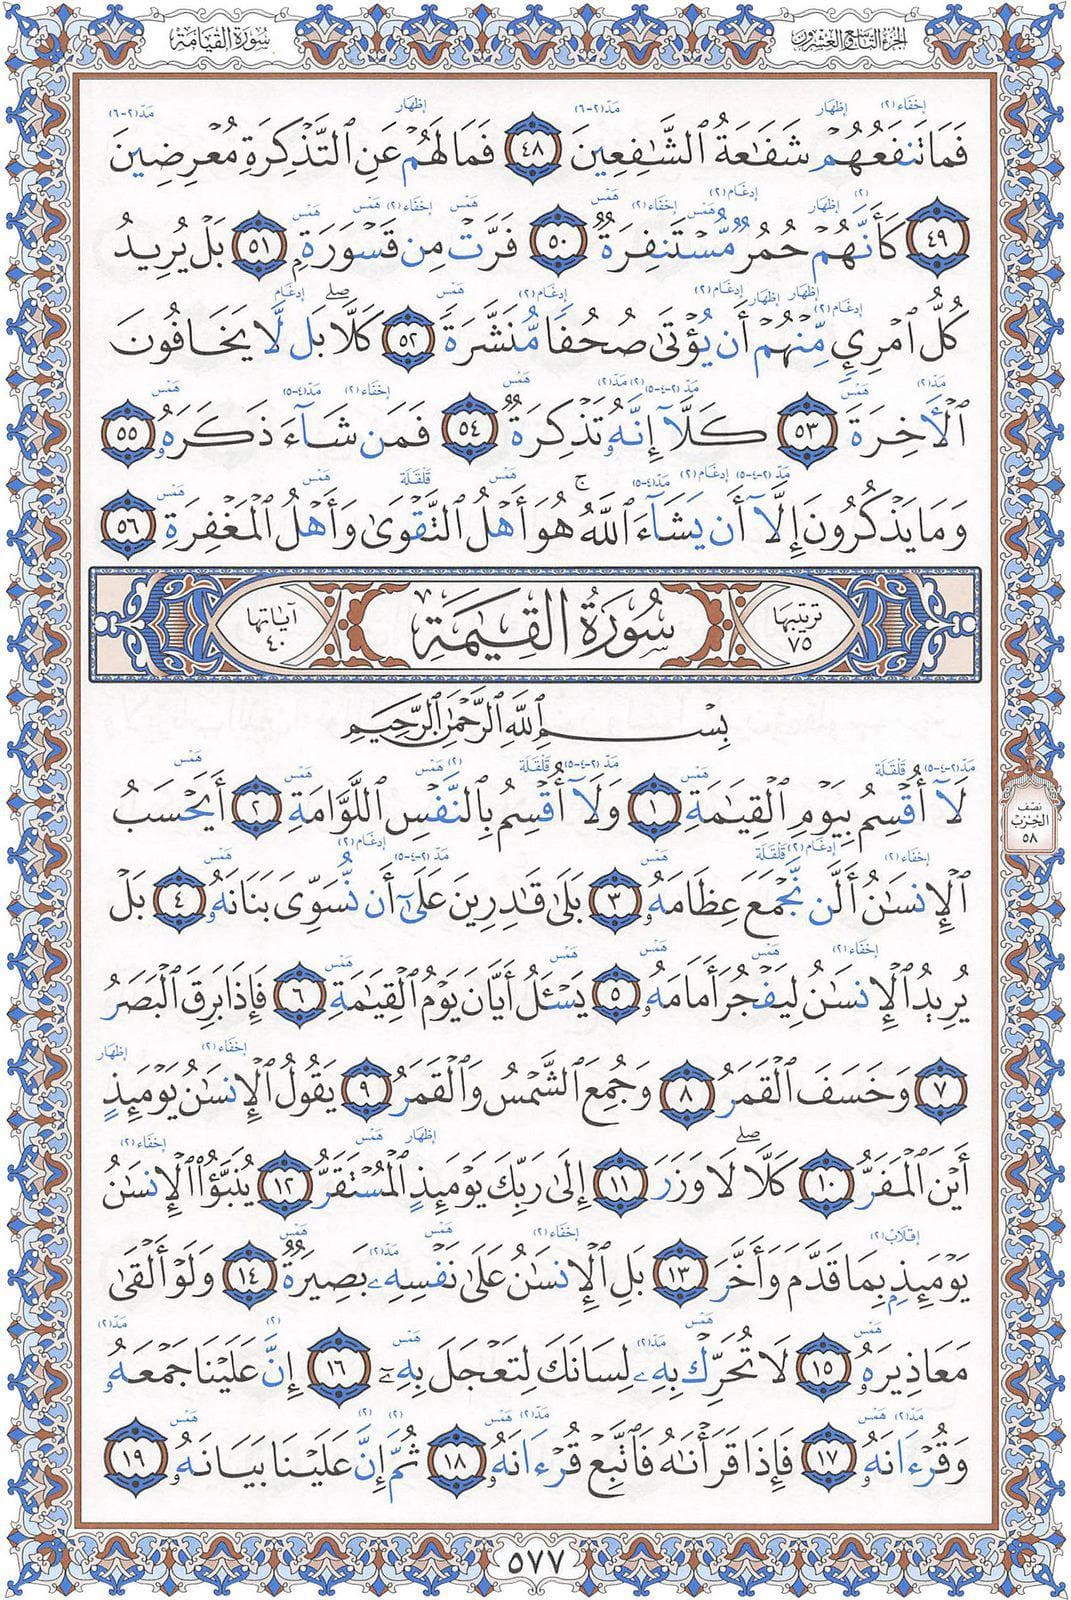 الجزء التاسع والعشرون
سورة القيامة
فَمَا تَنفَعُهُمْ شَفَٰعَةُ ٱلشَّٰفِعِينَ ٤٨ فَمَا لَهُمْ عَنِ ٱلتَّذْكِرَةِ مُعْرِضِينَ
٤٩ كَأَنَّهُمْ حُمُرٌ مُّسْتَنفِرَةٌ ٥٠ فَرَّتْ مِن قَسْوَرَةٍۭ ٥١ بَلْ يُرِيدُ
كُلُّ ٱمْرِئٍ مِّنْهُمْ أَن يُؤْتَىٰ صُحُفًا مُّنَشَّرَةً ٥٢ كَلَّا ۖ بَل لَّا يَخَافُونَ
ٱلْأَخِرَةَ ٥٣ كَلَّآ إِنَّهُۥ تَذْكِرَةٌ ٥٤ فَمَن شَآءَ ذَكَرَهُۥ ٥٥
وَمَا يَذْكُرُونَ إِلَّآ أَن يَشَآءَ ٱللَّهُ ۚ هُوَ أَهْلُ ٱلتَّقْوَىٰ وَأَهْلُ ٱلْمَغْفِرَةِ ٥٦
ترتيبها ٧٥ سُورَةُ ٱلْقِيَٰمَةِ آياتها ٤٠
بِسْمِ ٱللَّهِ ٱلرَّحْمَٰنِ ٱلرَّحِيمِ
لَآ أُقْسِمُ بِيَوْمِ ٱلْقِيَٰمَةِ ١ وَلَآ أُقْسِمُ بِٱلنَّفْسِ ٱللَّوَّامَةِ ٢ أَيَحْسَبُ
نصف الحزب ٥٨
ٱلْإِنسَٰنُ أَلَّن نَّجْمَعَ عِظَامَهُۥ ٣ بَلَىٰ قَٰدِرِينَ عَلَىٰٓ أَن نُّسَوِّىَ بَنَانَهُۥ ٤ بَلْ
يُرِيدُ ٱلْإِنسَٰنُ لِيَفْجُرَ أَمَامَهُۥ ٥ يَسْـَٔلُ أَيَّانَ يَوْمُ ٱلْقِيَٰمَةِ ٦ فَإِذَا بَرِقَ ٱلْبَصَرُ
٧ وَخَسَفَ ٱلْقَمَرُ ٨ وَجُمِعَ ٱلشَّمْسُ وَٱلْقَمَرُ ٩ يَقُولُ ٱلْإِنسَٰنُ يَوْمَئِذٍ
أَيْنَ ٱلْمَفَرُّ ١٠ كَلَّا لَا وَزَرَ ١١ إِلَىٰ رَبِّكَ يَوْمَئِذٍ ٱلْمُسْتَقَرُّ ١٢ يُنَبَّؤُا۟ ٱلْإِنسَٰنُ
يَوْمَئِذٍۭ بِمَا قَدَّمَ وَأَخَّرَ ١٣ بَلِ ٱلْإِنسَٰنُ عَلَىٰ نَفْسِهِۦ بَصِيرَةٌ ١٤ وَلَوْ أَلْقَىٰ
مَعَاذِيرَهُۥ ١٥ لَا تُحَرِّكْ بِهِۦ لِسَانَكَ لِتَعْجَلَ بِهِۦٓ ١٦ إِنَّ عَلَيْنَا جَمْعَهُۥ
وَقُرْءَانَهُۥ ١٧ فَإِذَا قَرَأْنَٰهُ فَٱتَّبِعْ قُرْءَانَهُۥ ١٨ ثُمَّ إِنَّ عَلَيْنَا بَيَانَهُۥ ١٩
٥٧٧